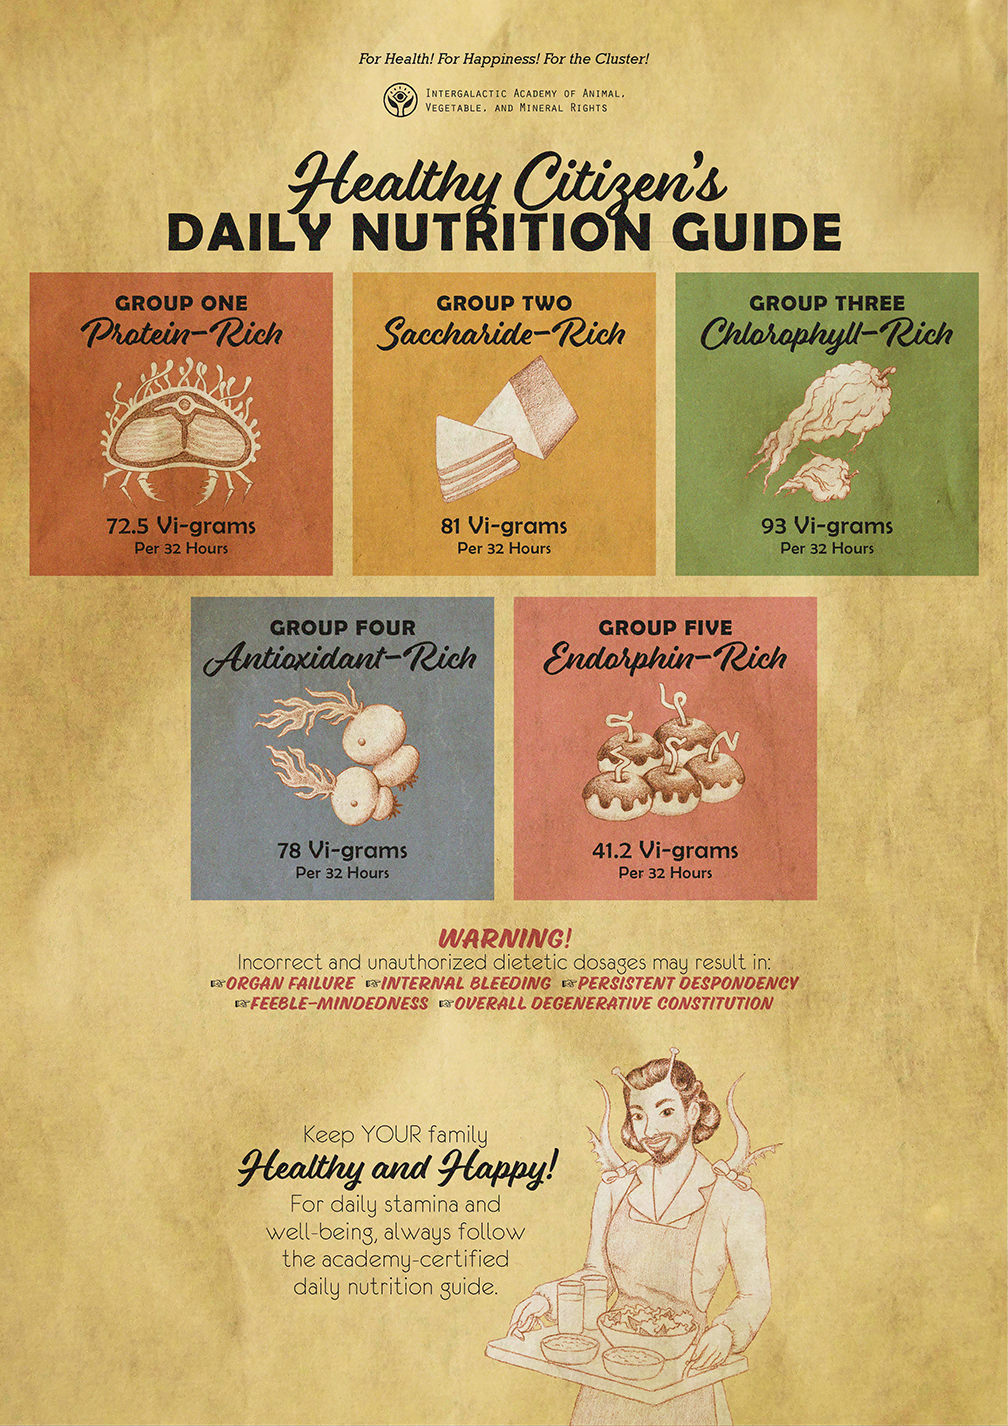 For Health! For Happiness! For the Cluster!
Intergalactic Academy of Animal,
Vegetable, and Mineral Rights
Healthy Citizen's
DAILY NUTRITION GUIDE
GROUP ONE
Protein-Rich
72.5 Vi-grams
Per 32 Hours
GROUP TWO
Saccharide-Rich
81 Vi-grams
Per 32 Hours
GROUP THREE
Chlorophyll-Rich
93 Vi-grams
Per 32 Hours
GROUP FOUR
Antioxidant-Rich
78 Vi-grams
Per 32 Hours
GROUP FIVE
Endorphin-Rich
41.2 Vi-grams
Per 32 Hours
WARNING!
Incorrect and unauthorized dietetic dosages may result in:
☞ORGAN FAILURE ☞INTERNAL BLEEDING ☞PERSISTENT DESPONDENCY
☞FEEBLE-MINDEDNESS ☞OVERALL DEGENERATIVE CONSTITUTION
Keep YOUR family
Healthy and Happy!
For daily stamina and
well-being, always follow
the academy-certified
daily nutrition guide.